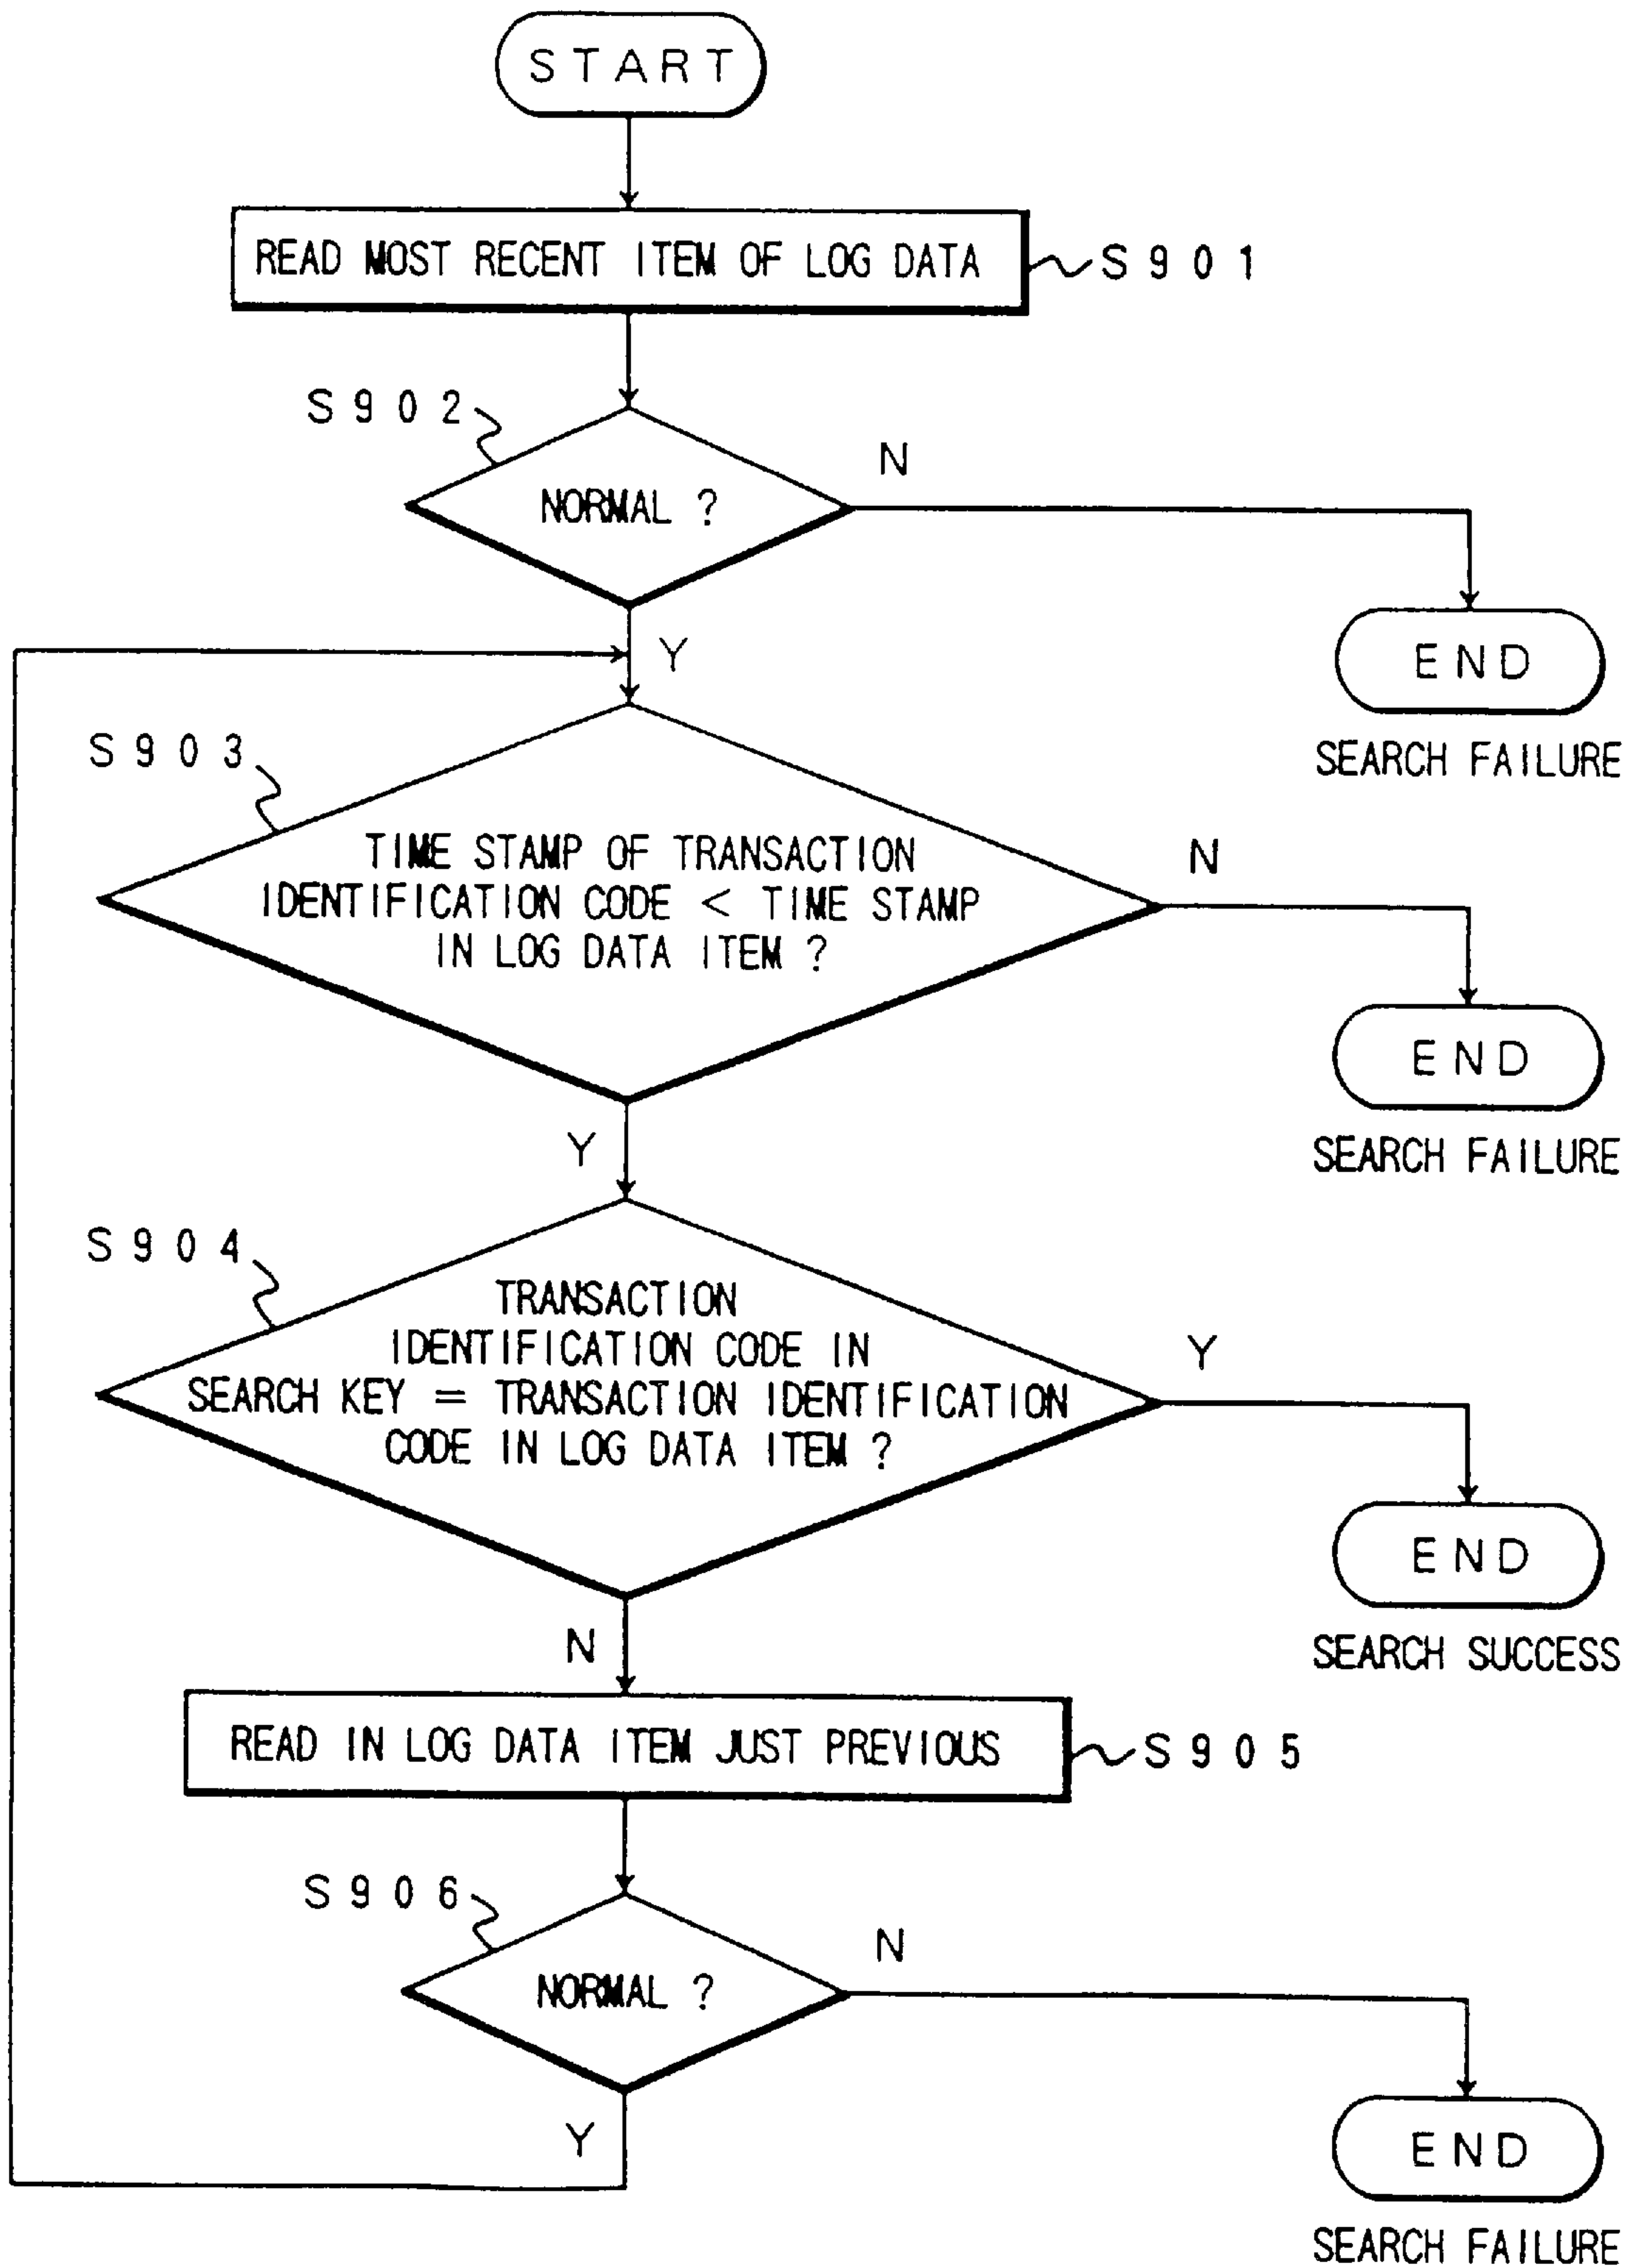 START
READ MOST RECENT ITEM OF LOG DATA
S901
S902
NORMAL ?
N
Y
END
SEARCH FAILURE
S903
TIME STAMP OF TRANSACTION
IDENTIFICATION CODE < TIME STAMP
IN LOG DATA ITEM ?
N
END
SEARCH FAILURE
Y
S904
TRANSACTION
IDENTIFICATION CODE IN
SEARCH KEY = TRANSACTION IDENTIFICATION
CODE IN LOG DATA ITEM ?
Y
END
SEARCH SUCCESS
N
READ IN LOG DATA ITEM JUST PREVIOUS
S905
S906
NORMAL ?
N
Y
END
SEARCH FAILURE